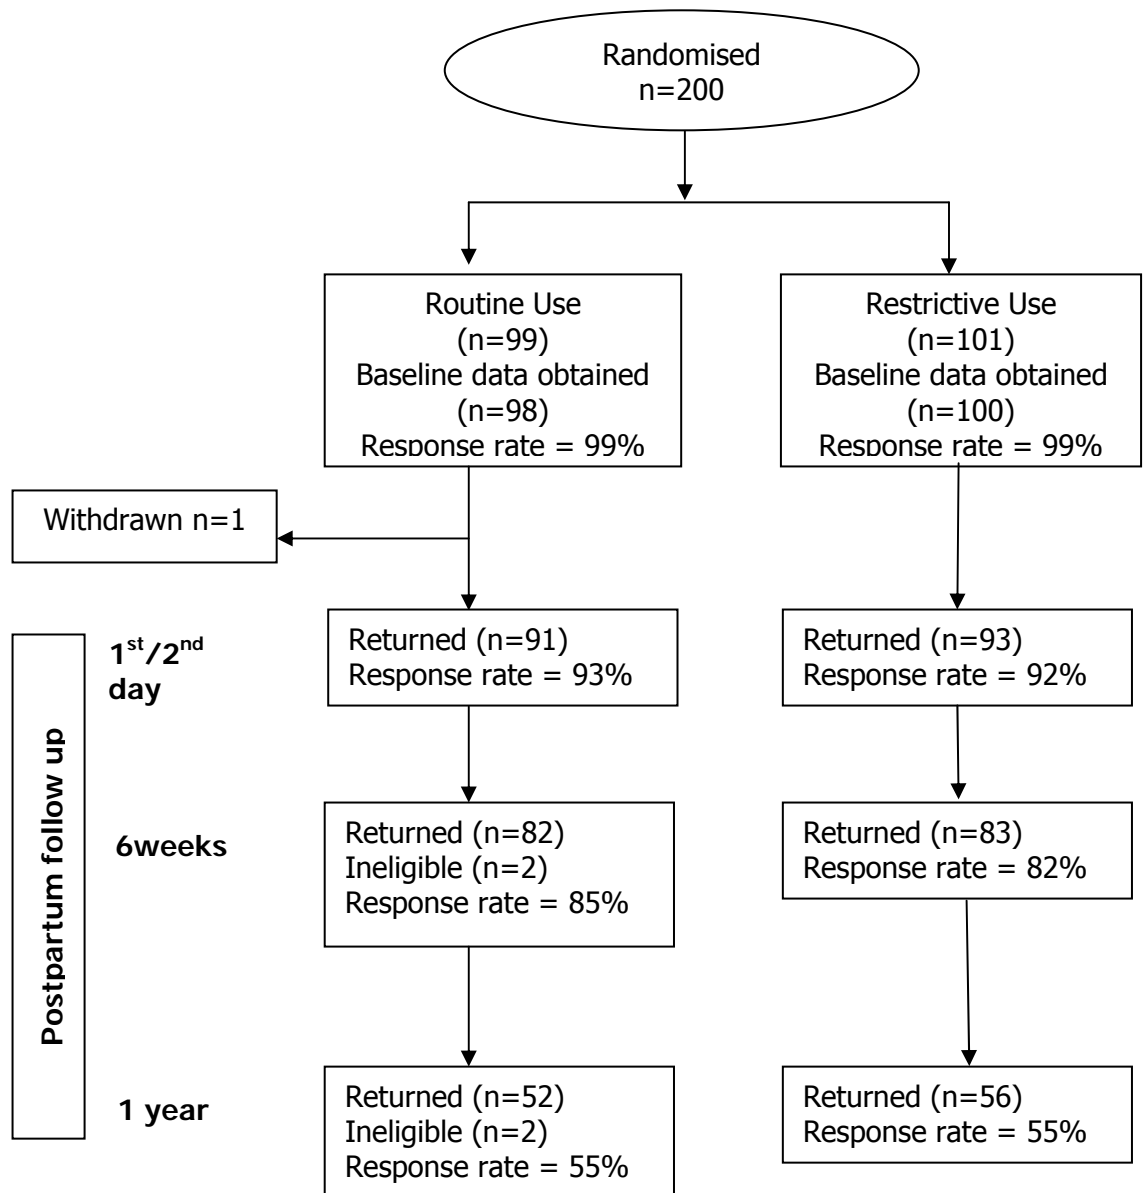 Randomised
n=200
Routine Use
(n=99)
Baseline data obtained
(n=98)
Response rate = 99%
Restrictive Use
(n=101)
Baseline data obtained
(n=100)
Response rate = 99%
Withdrawn n=1
Postpartum follow up
1st/2nd
day
Returned (n=91)
Response rate = 93%
Returned (n=93)
Response rate = 92%
6weeks
Returned (n=82)
Ineligible (n=2)
Response rate = 85%
Returned (n=83)
Response rate = 82%
1 year
Returned (n=52)
Ineligible (n=2)
Response rate = 55%
Returned (n=56)
Response rate = 55%